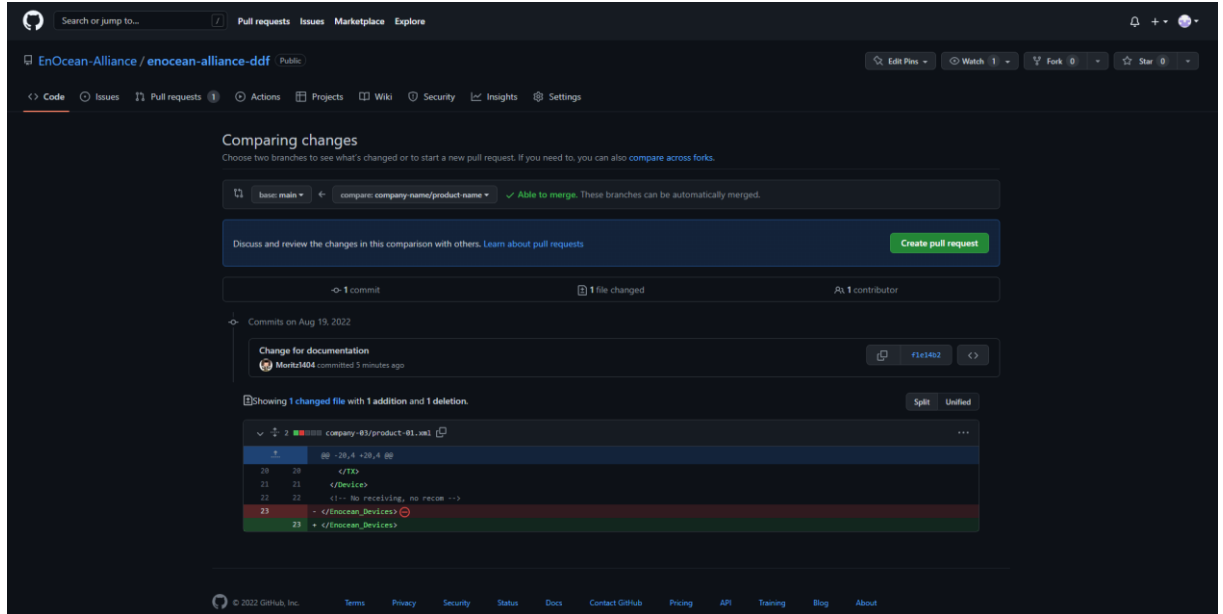 Search or jump to... /
Pull requests Issues Marketplace Explore
EnOcean-Alliance / enocean-alliance-ddf Public
Edit Pins Watch 1 Fork 0 Star 0
<> Code Issues Pull requests 1 Actions Projects Wiki Security Insights Settings
Comparing changes
Choose two branches to see what's changed or to start a new pull request. If you need to, you can also compare across forks.
base: main ← compare: company-name/product-name ✓ Able to merge. These branches can be automatically merged.
Discuss and review the changes in this comparison with others. Learn about pull requests
Create pull request
1 commit 1 file changed 1 contributor
Commits on Aug 19, 2022
Change for documentation
Moritz1404 committed 5 minutes ago
f1e14b2 <>
Showing 1 changed file with 1 addition and 1 deletion.
Split Unified
2 company-03/product-01.xml ...
@@ -20,4 +20,4 @@
20 20 </TX>
21 21 </Device>
22 22 <!-- No receiving, no recom -->
23 - </Enocean_Devices>
23 + </Enocean_Devices>
© 2022 GitHub, Inc. Terms Privacy Security Status Docs Contact GitHub Pricing API Training Blog About